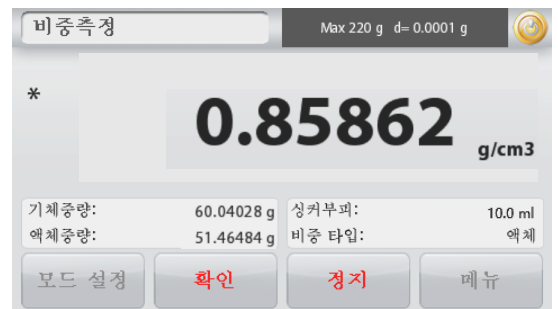 비중측정
Max 220 g d= 0.0001 g
*
0.85862 g/cm3
기체중량: 60.04028 g 싱커부피: 10.0 ml
액체중량: 51.46484 g 비중 타입: 액체
모드 설정 확인 정지 메뉴